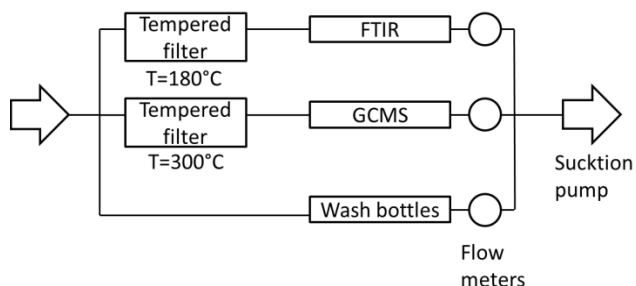 Tempered
filter
T=180°C
FTIR
Tempered
filter
T=300°C
GCMS
Wash bottles
Flow
meters
Sucktion
pump